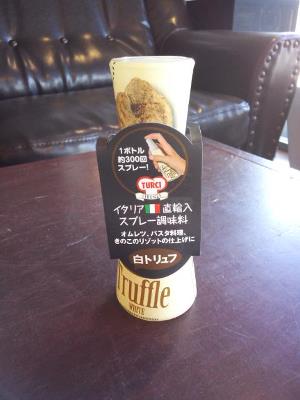 1ボトル
約300回
スプレー!
TURCI
イタリア 直輸入
スプレー調味料
オムレツ、パスタ料理、
きのこのリゾットの仕上げに
白トリュフ
Truffle
WHITE